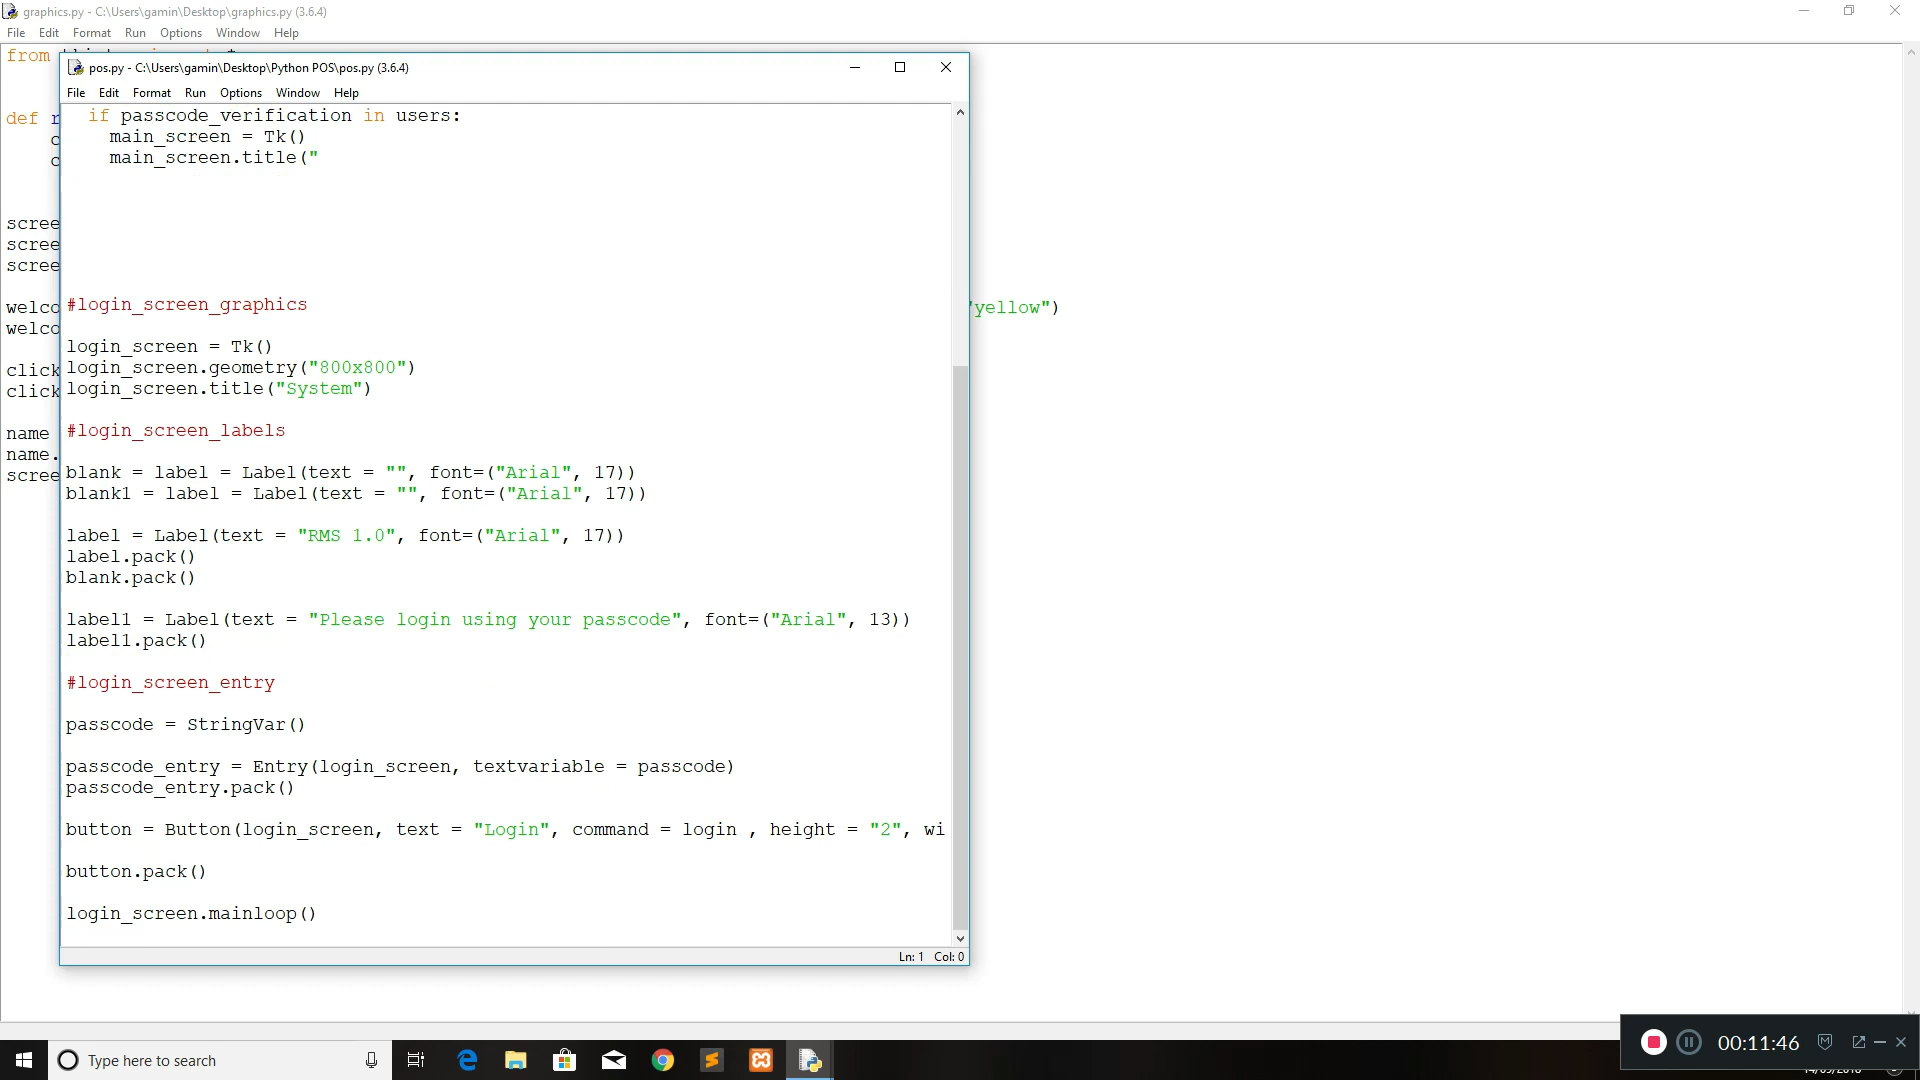 graphics.py - C:\Users\gamin\Desktop\graphics.py (3.6.4)
File Edit Format Run Options Window Help
from
def
scree
scree
scree
welco
"yellow")
welco
click
click
name
name.
scree
pos.py - C:\Users\gamin\Desktop\Python POS\pos.py (3.6.4)
File Edit Format Run Options Window Help
if passcode_verification in users:
main_screen = Tk()
main_screen.title("
#login_screen_graphics
login_screen = Tk()
login_screen.geometry("800x800")
login_screen.title("System")
#login_screen_labels
blank = label = Label(text = "", font=("Arial", 17))
blank1 = label = Label(text = "", font=("Arial", 17))
label = Label(text = "RMS 1.0", font=("Arial", 17))
label.pack()
blank.pack()
label1 = Label(text = "Please login using your passcode", font=("Arial", 13))
label1.pack()
#login_screen_entry
passcode = StringVar()
passcode_entry = Entry(login_screen, textvariable = passcode)
passcode_entry.pack()
button = Button(login_screen, text = "Login", command = login , height = "2", wi
button.pack()
login_screen.mainloop()
Ln: 1 Col: 0
Type here to search
00:11:46